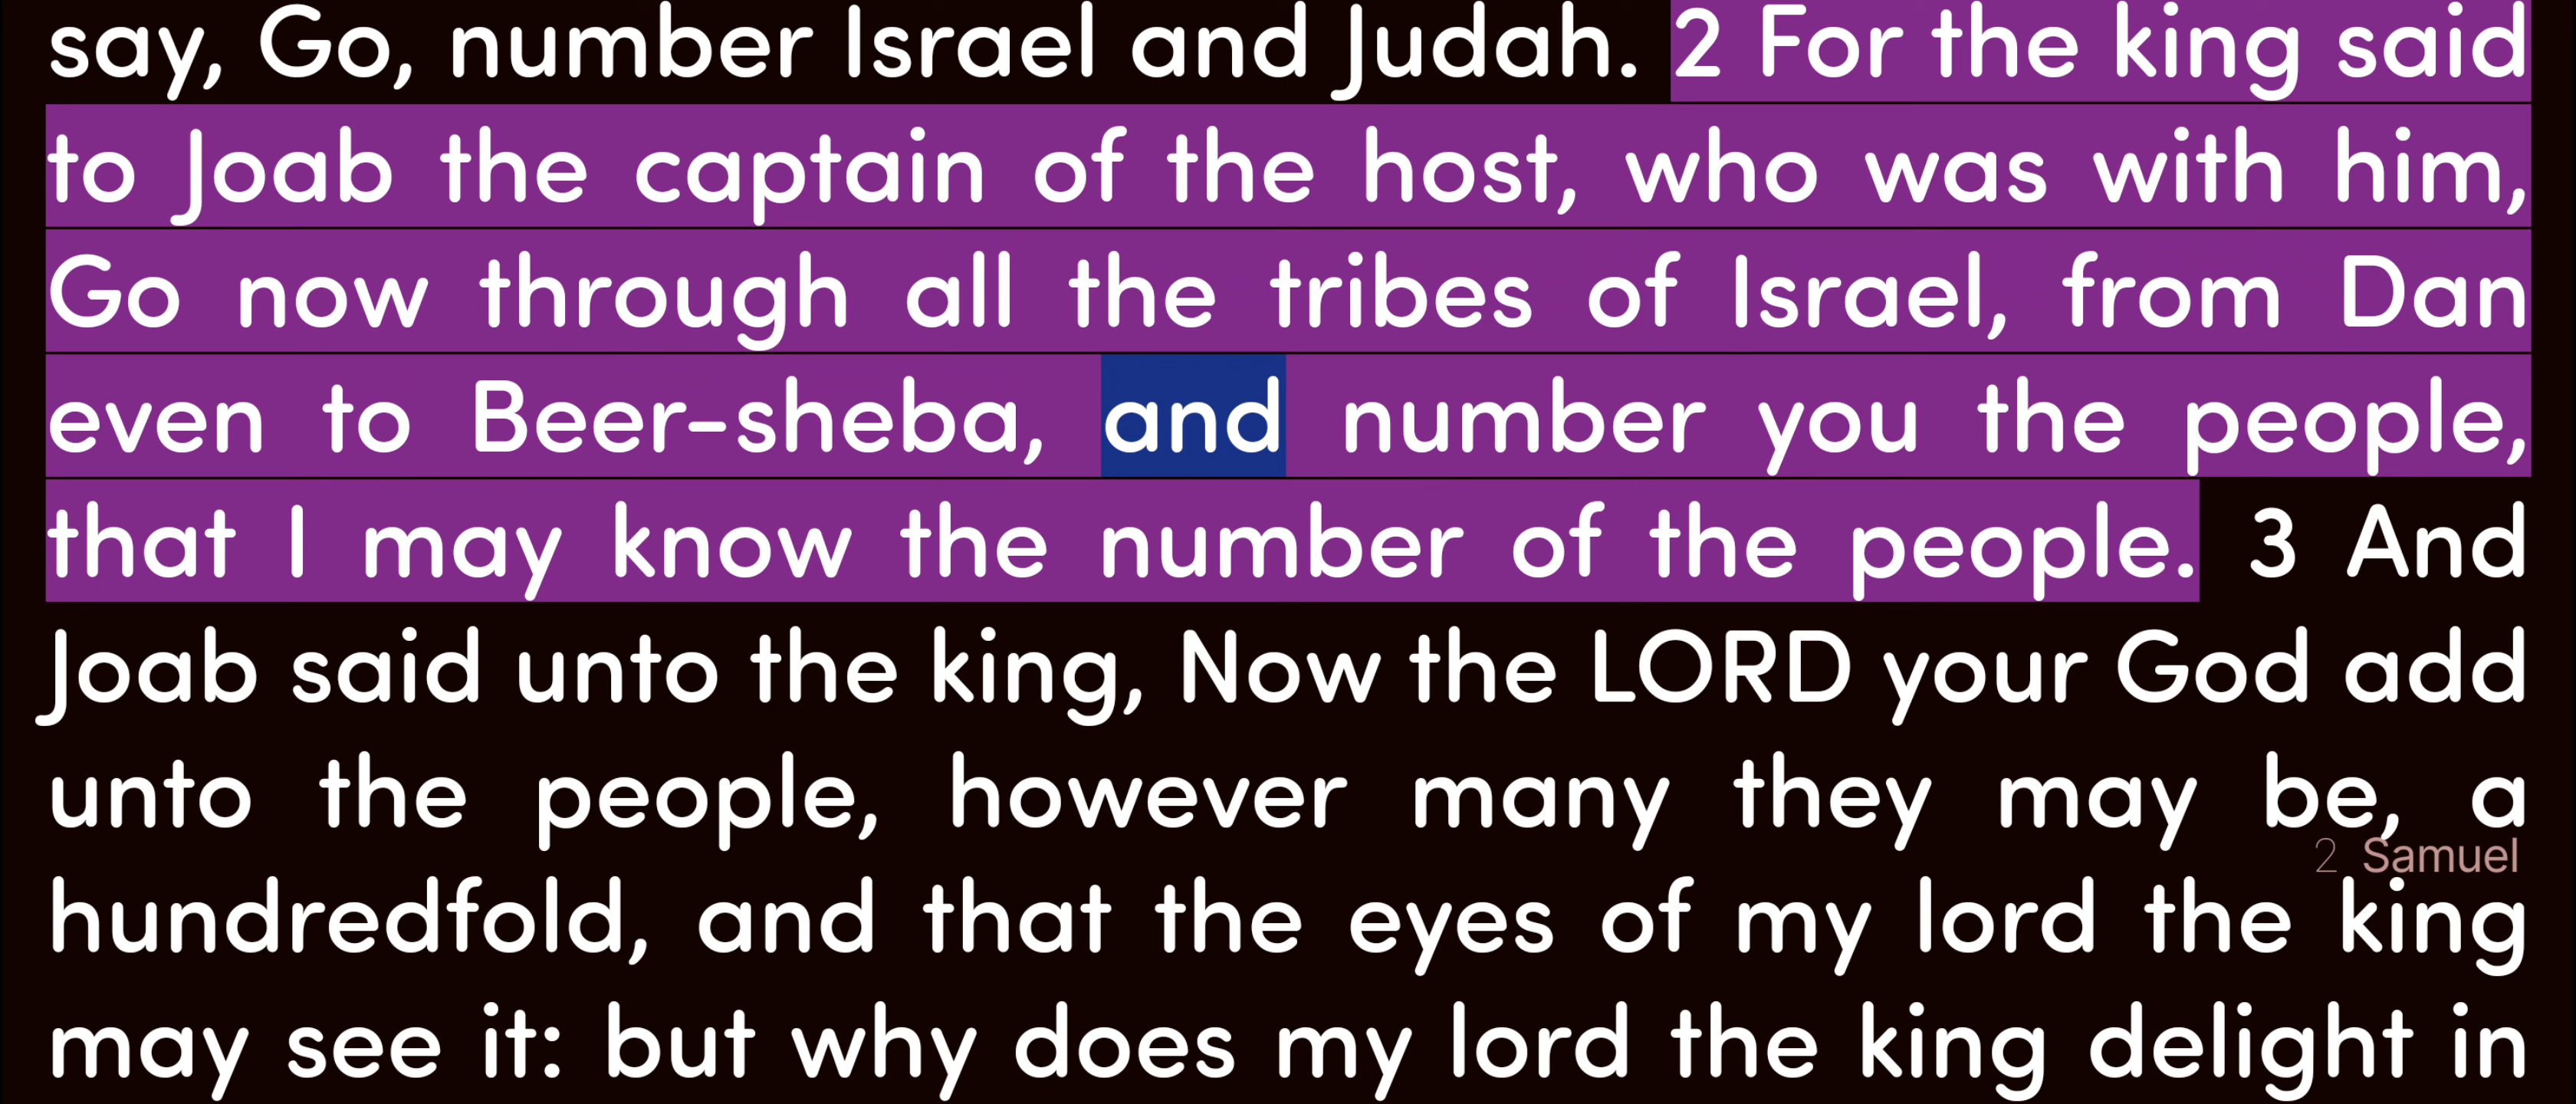 say, Go, number Israel and Judah. 2 For the king said
to Joab the captain of the host, who was with him,
Go now through all the tribes of Israel, from Dan
even to Beer-sheba, and number you the people,
that I may know the number of the people. 3 And
Joab said unto the king, Now the LORD your God add
unto the people, however many they may be, a
2 Samuel
hundredfold, and that the eyes of my lord the king
may see it: but why does my lord the king delight in